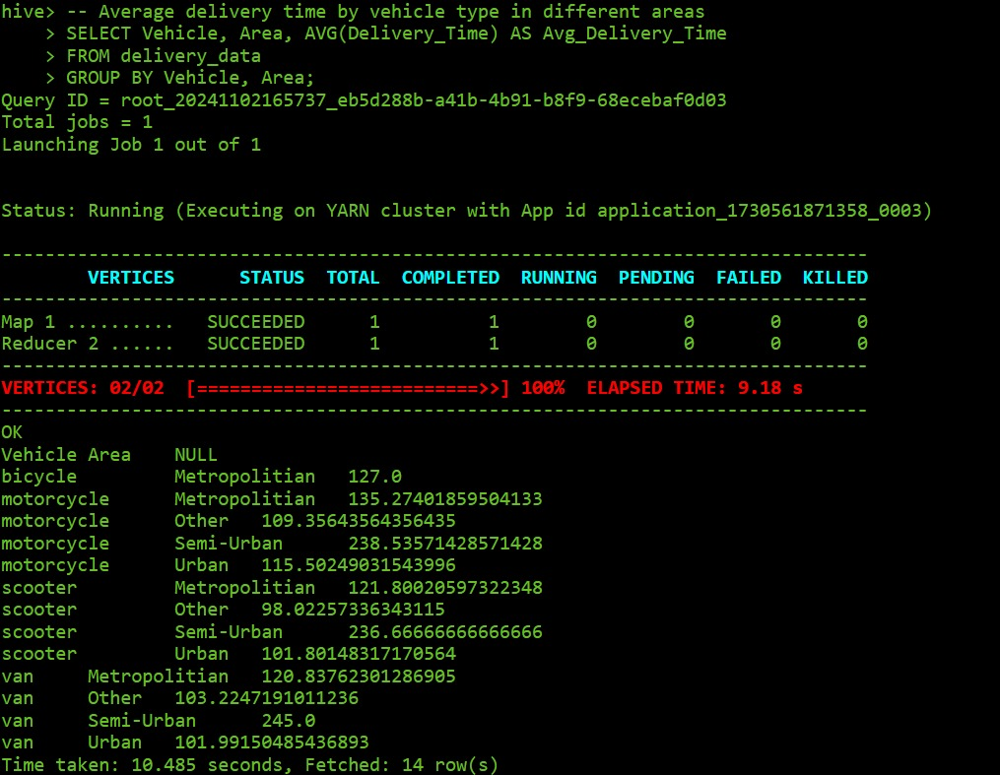 hive> -- Average delivery time by vehicle type in different areas
    > SELECT Vehicle, Area, AVG(Delivery_Time) AS Avg_Delivery_Time
    > FROM delivery_data
    > GROUP BY Vehicle, Area;
Query ID = root_20241102165737_eb5d288b-a41b-4b91-b8f9-68ecebaf0d03
Total jobs = 1
Launching Job 1 out of 1
Status: Running (Executing on YARN cluster with App id application_1730561871358_0003)
--------------------------------------------------------------------------------
        VERTICES      STATUS  TOTAL  COMPLETED  RUNNING  PENDING  FAILED  KILLED
--------------------------------------------------------------------------------
Map 1 ..........   SUCCEEDED      1          1        0        0       0       0
Reducer 2 ......   SUCCEEDED      1          1        0        0       0       0
--------------------------------------------------------------------------------
VERTICES: 02/02  [==========================>>] 100%  ELAPSED TIME: 9.18 s
--------------------------------------------------------------------------------
OK
Vehicle Area    NULL
bicycle         Metropolitian   127.0
motorcycle      Metropolitian   135.27401859504133
motorcycle      Other   109.35643564356435
motorcycle      Semi-Urban      238.53571428571428
motorcycle      Urban   115.50249031543996
scooter         Metropolitian   121.80020597322348
scooter         Other   98.02257336343115
scooter         Semi-Urban      236.66666666666666
scooter         Urban   101.80148317170564
van     Metropolitian   120.83762301286905
van     Other   103.2247191011236
van     Semi-Urban      245.0
van     Urban   101.99150485436893
Time taken: 10.485 seconds, Fetched: 14 row(s)